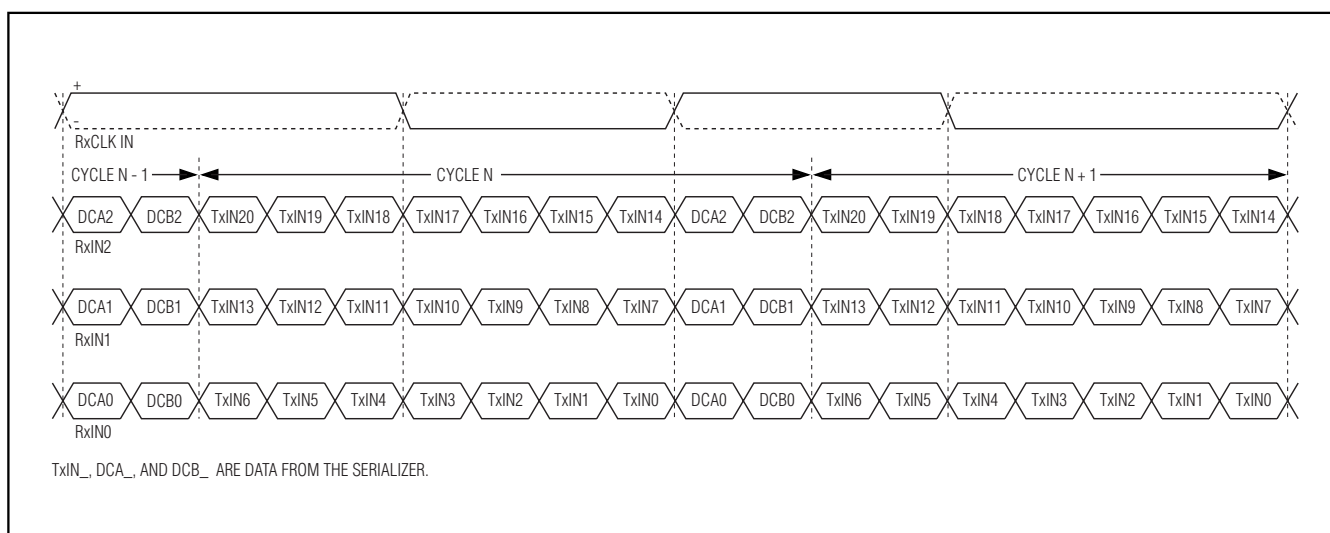 +
-
RxCLK IN
CYCLE N - 1 CYCLE N CYCLE N + 1
DCA2 DCB2 TxIN20 TxIN19 TxIN18 TxIN17 TxIN16 TxIN15 TxIN14 DCA2 DCB2 TxIN20 TxIN19 TxIN18 TxIN17 TxIN16 TxIN15 TxIN14
RxIN2
DCA1 DCB1 TxIN13 TxIN12 TxIN11 TxIN10 TxIN9 TxIN8 TxIN7 DCA1 DCB1 TxIN13 TxIN12 TxIN11 TxIN10 TxIN9 TxIN8 TxIN7
RxIN1
DCA0 DCB0 TxIN6 TxIN5 TxIN4 TxIN3 TxIN2 TxIN1 TxIN0 DCA0 DCB0 TxIN6 TxIN5 TxIN4 TxIN3 TxIN2 TxIN1 TxIN0
RxIN0
TxIN_, DCA_, AND DCB_ ARE DATA FROM THE SERIALIZER.